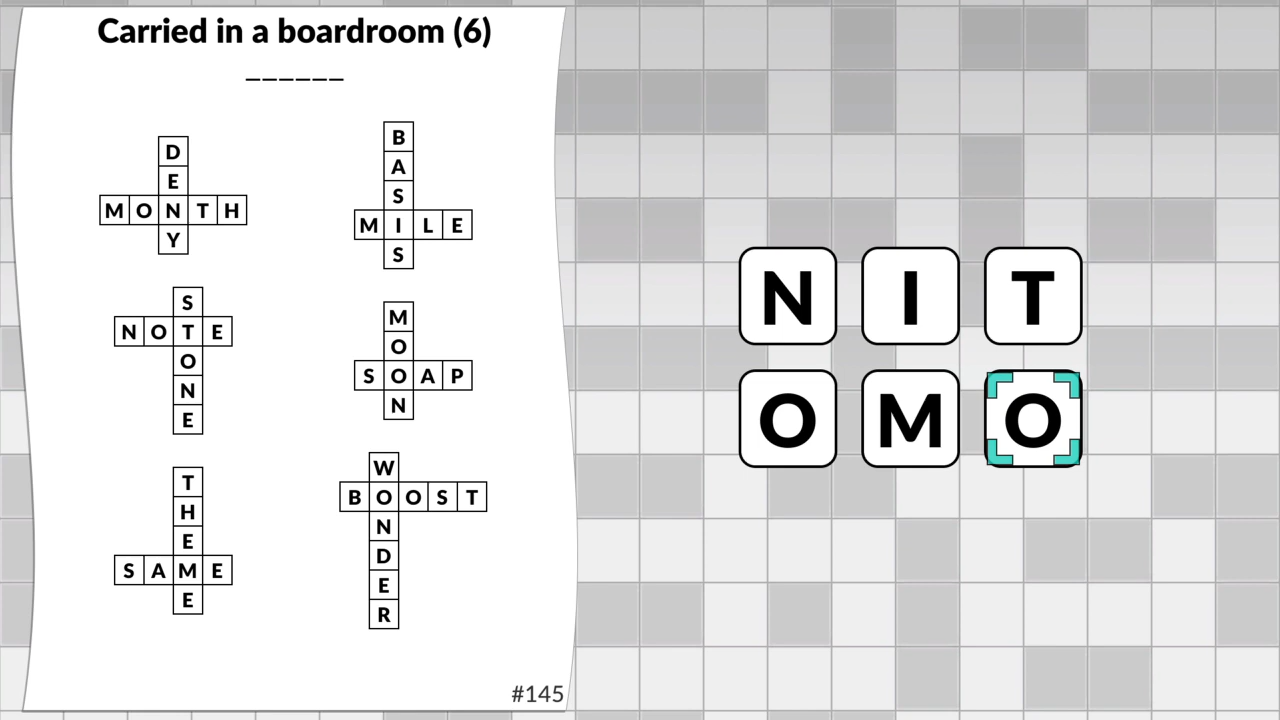 Carried in a boardroom (6)
______
D
E
MONTH
Y
B
A
S
MILE
S
S
NOTE
O
N
E
M
O
SOAP
N
T
H
E
SAME
E
W
BOOST
N
D
E
R
#145
N I T
O M O